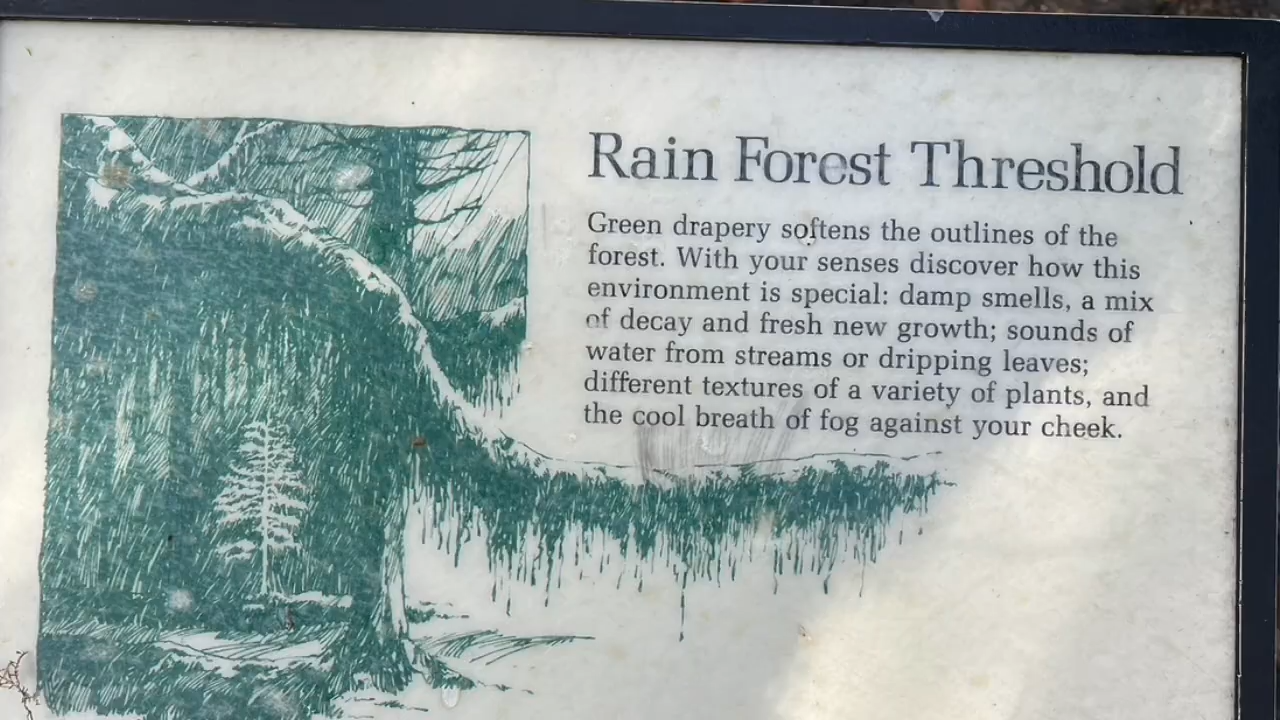 Rain Forest Threshold
Green drapery softens the outlines of the
forest. With your senses discover how this
environment is special: damp smells, a mix
of decay and fresh new growth; sounds of
water from streams or dripping leaves;
different textures of a variety of plants, and
the cool breath of fog against your cheek.